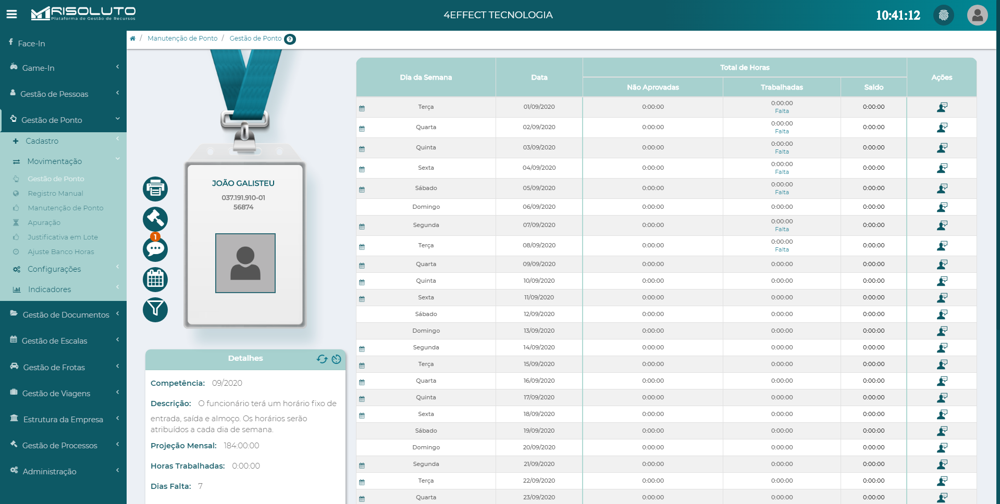 RISOLUTO
Plataforma de Gestão de Recursos
4EFFECT TECNOLOGIA
10:41:12
Face-In
Game-In
Gestão de Pessoas
Gestão de Ponto
Cadastro
Movimentação
Gestão de Ponto
Registro Manual
Manutenção de Ponto
Apuração
Justificativa em Lote
Ajuste Banco Horas
Configurações
Indicadores
Gestão de Documentos
Gestão de Escalas
Gestão de Frotas
Gestão de Viagens
Estrutura da Empresa
Gestão de Processos
Administração
/ Manutenção de Ponto / Gestão de Ponto ?
JOÃO GALISTEU
037.191.910-01
56874
1
Detalhes
Competência: 09/2020
Descrição: O funcionário terá um horário fixo de
entrada, saída e almoço. Os horários serão
atribuídos a cada dia de semana.
Projeção Mensal: 184:00:00
Horas Trabalhadas: 0:00:00
Dias Falta: 7
Dia da Semana Data Total de Horas Ações
Não Aprovadas Trabalhadas Saldo
Terça 01/09/2020 0:00:00 0:00:00 0:00:00
Falta
Quarta 02/09/2020 0:00:00 0:00:00 0:00:00
Falta
Quinta 03/09/2020 0:00:00 0:00:00 0:00:00
Falta
Sexta 04/09/2020 0:00:00 0:00:00 0:00:00
Falta
Sábado 05/09/2020 0:00:00 0:00:00 0:00:00
Falta
Domingo 06/09/2020 0:00:00 0:00:00 0:00:00
Segunda 07/09/2020 0:00:00 0:00:00 0:00:00
Falta
Terça 08/09/2020 0:00:00 0:00:00 0:00:00
Falta
Quarta 09/09/2020 0:00:00 0:00:00 0:00:00
Quinta 10/09/2020 0:00:00 0:00:00 0:00:00
Sexta 11/09/2020 0:00:00 0:00:00 0:00:00
Sábado 12/09/2020 0:00:00 0:00:00 0:00:00
Domingo 13/09/2020 0:00:00 0:00:00 0:00:00
Segunda 14/09/2020 0:00:00 0:00:00 0:00:00
Terça 15/09/2020 0:00:00 0:00:00 0:00:00
Quarta 16/09/2020 0:00:00 0:00:00 0:00:00
Quinta 17/09/2020 0:00:00 0:00:00 0:00:00
Sexta 18/09/2020 0:00:00 0:00:00 0:00:00
Sábado 19/09/2020 0:00:00 0:00:00 0:00:00
Domingo 20/09/2020 0:00:00 0:00:00 0:00:00
Segunda 21/09/2020 0:00:00 0:00:00 0:00:00
Terça 22/09/2020 0:00:00 0:00:00 0:00:00
Quarta 23/09/2020 0:00:00 0:00:00 0:00:00